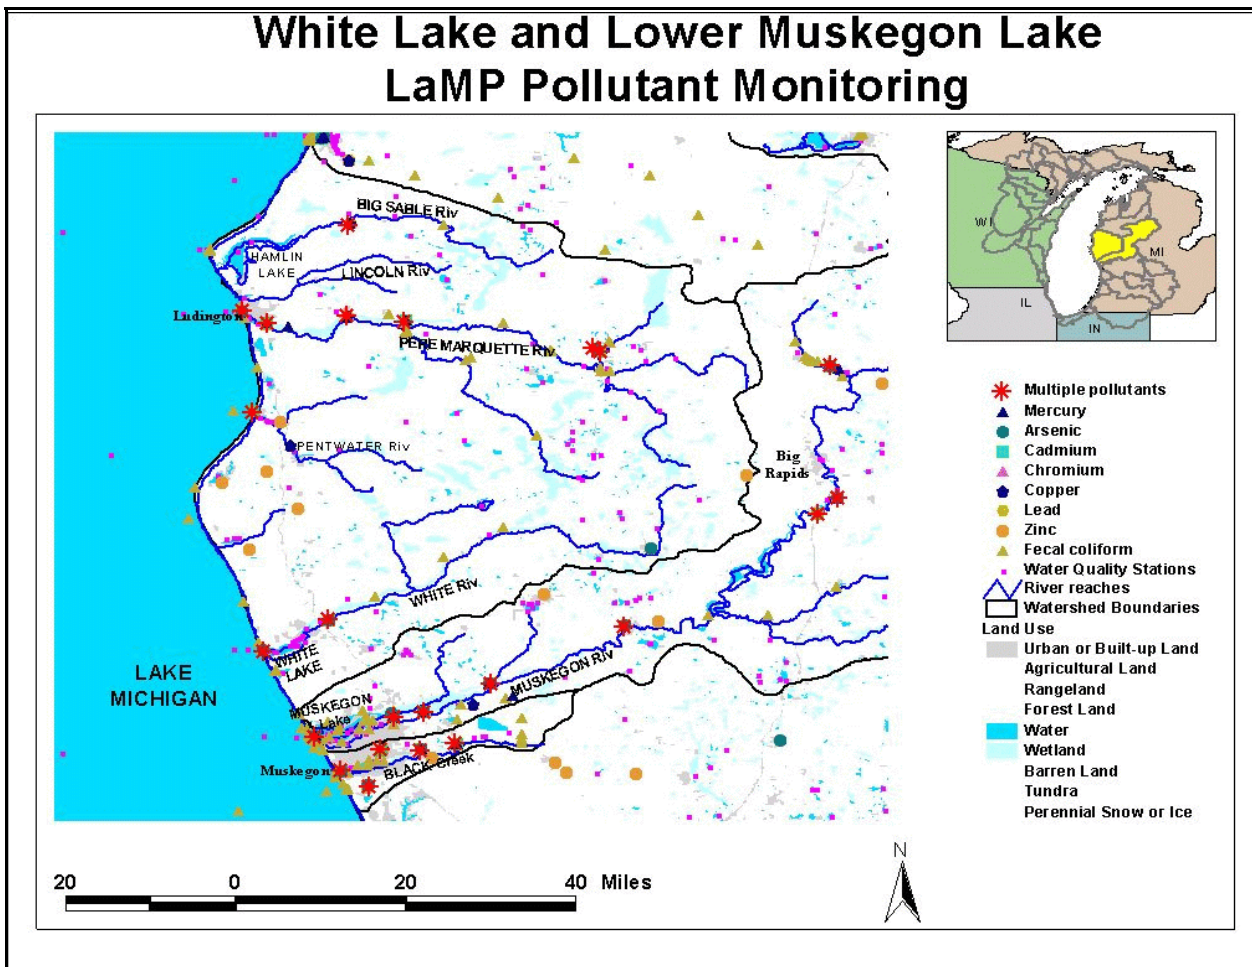 White Lake and Lower Muskegon Lake
LaMP Pollutant Monitoring
BIG SABLE Riv
HAMLIN
LAKE
LINCOLN Riv
Ludington
PERE MARQUETTE Riv
PENTWATER Riv
Big
Rapids
WHITE Riv
WHITE
LAKE
LAKE
MICHIGAN
MUSKEGON
Lake
MUSKEGON Riv
Muskegon
BLACK Creek
WI
MI
IL
IN
Multiple pollutants
Mercury
Arsenic
Cadmium
Chromium
Copper
Lead
Zinc
Fecal coliform
Water Quality Stations
River reaches
Watershed Boundaries
Land Use
Urban or Built-up Land
Agricultural Land
Rangeland
Forest Land
Water
Wetland
Barren Land
Tundra
Perennial Snow or Ice
20 0 20 40 Miles
N